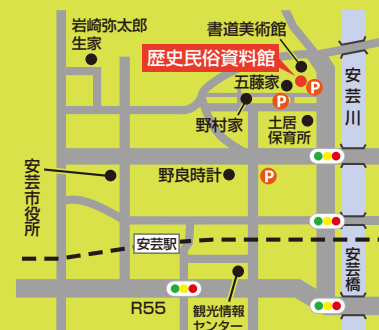 岩崎弥太郎
生家
書道美術館
歴史民俗資料館
五藤家
P
P
安芸川
野村家
土居
保育所
安芸市役所
野良時計
P
安芸駅
安芸橋
R55
観光情報
センター